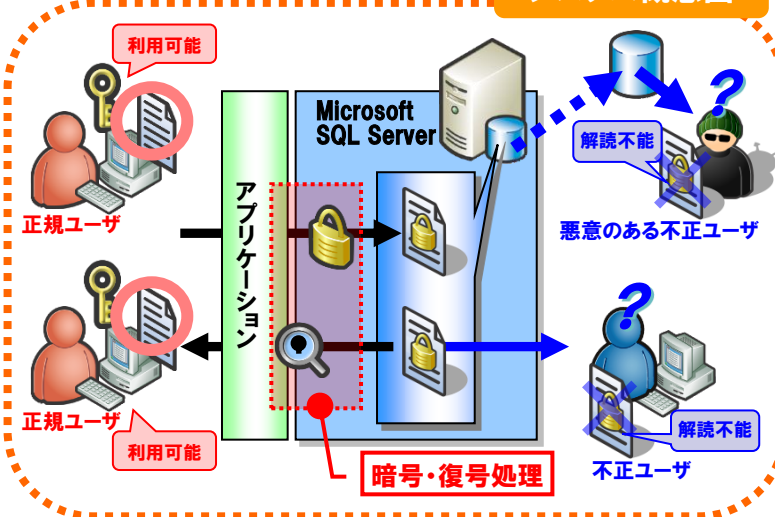 利用可能
Microsoft
SQL Server
解読不能
正規ユーザ
悪意のある不正ユーザ
アプリケーション
正規ユーザ
利用可能
解読不能
不正ユーザ
暗号・復号処理